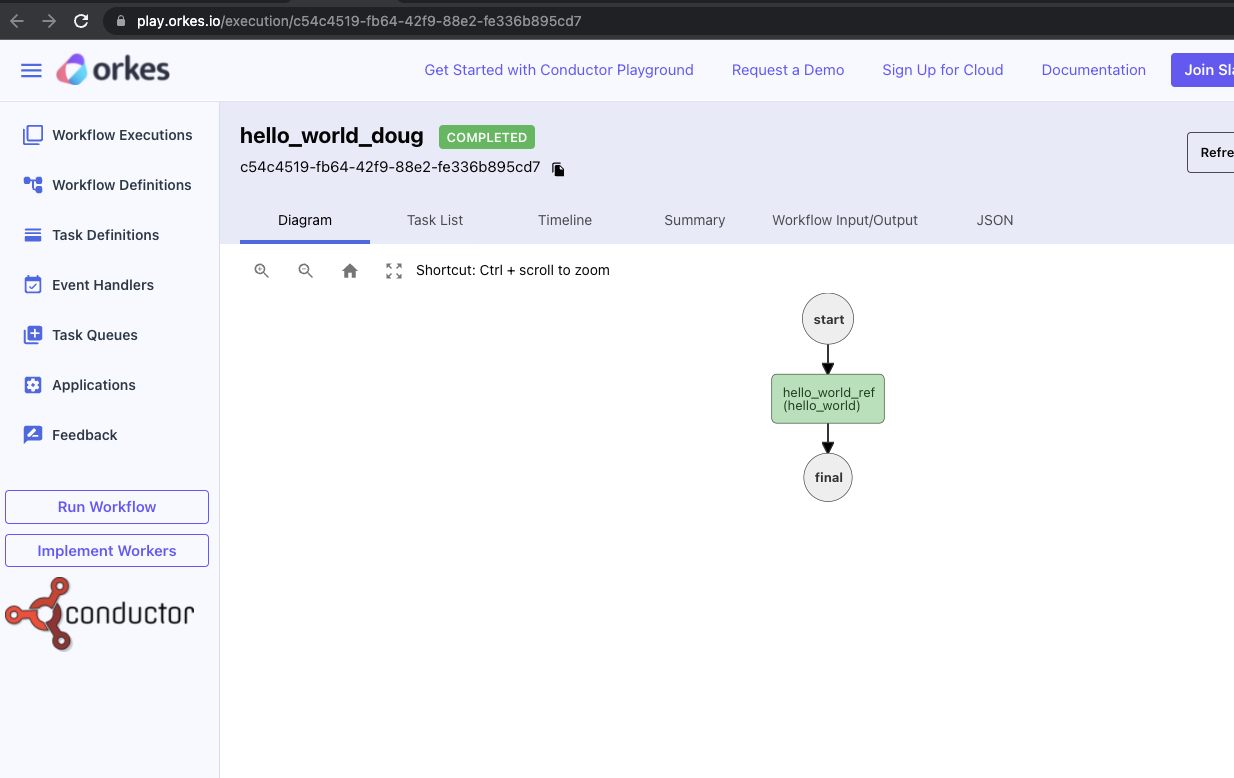 play.orkes.io/execution/c54c4519-fb64-42f9-88e2-fe336b895cd7
orkes
Get Started with Conductor Playground
Request a Demo
Sign Up for Cloud
Documentation
Join Sla
Workflow Executions
Workflow Definitions
Task Definitions
Event Handlers
Task Queues
Applications
Feedback
Run Workflow
Implement Workers
conductor
hello_world_doug COMPLETED
c54c4519-fb64-42f9-88e2-fe336b895cd7
Refre
Diagram
Task List
Timeline
Summary
Workflow Input/Output
JSON
Shortcut: Ctrl + scroll to zoom
start
hello_world_ref
(hello_world)
final